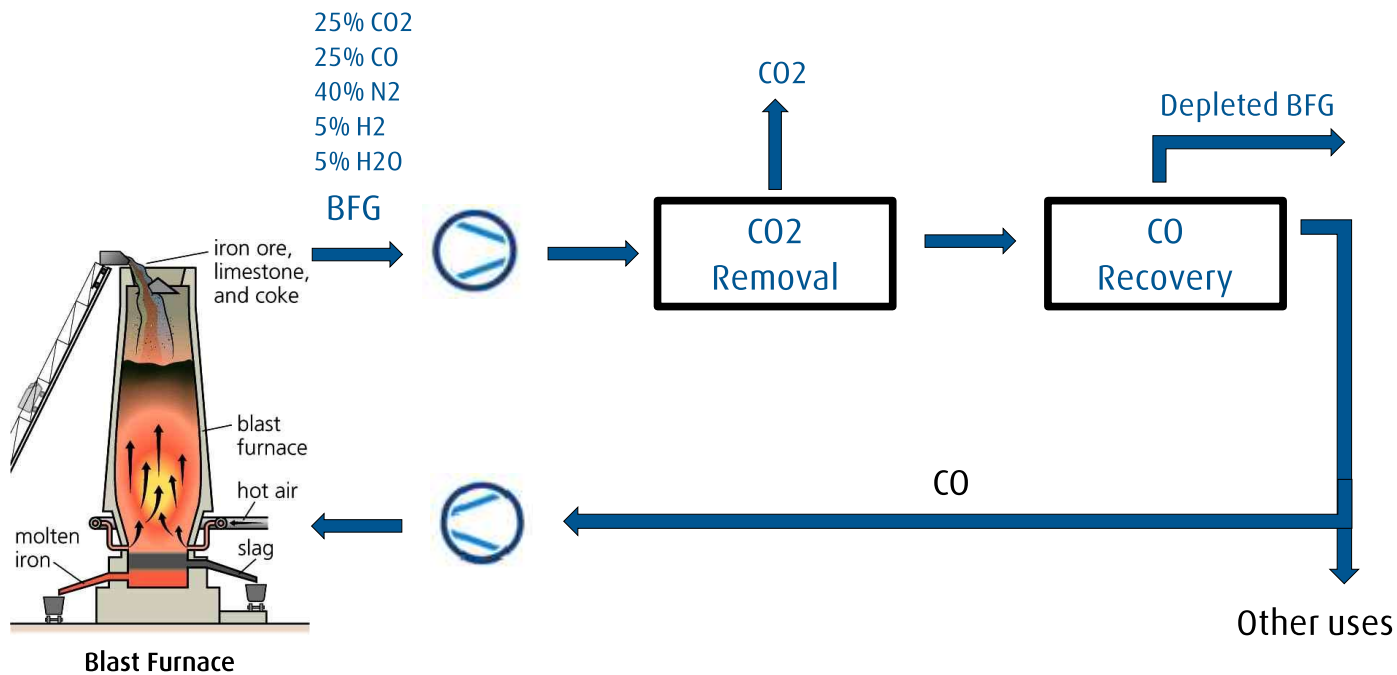 25% CO2
25% CO
40% N2
5% H2
5% H2O
BFG
CO2
Depleted BFG
CO2
Removal
CO
Recovery
iron ore,
limestone,
and coke
blast
furnace
hot air
molten
iron
slag
CO
Other uses
Blast Furnace